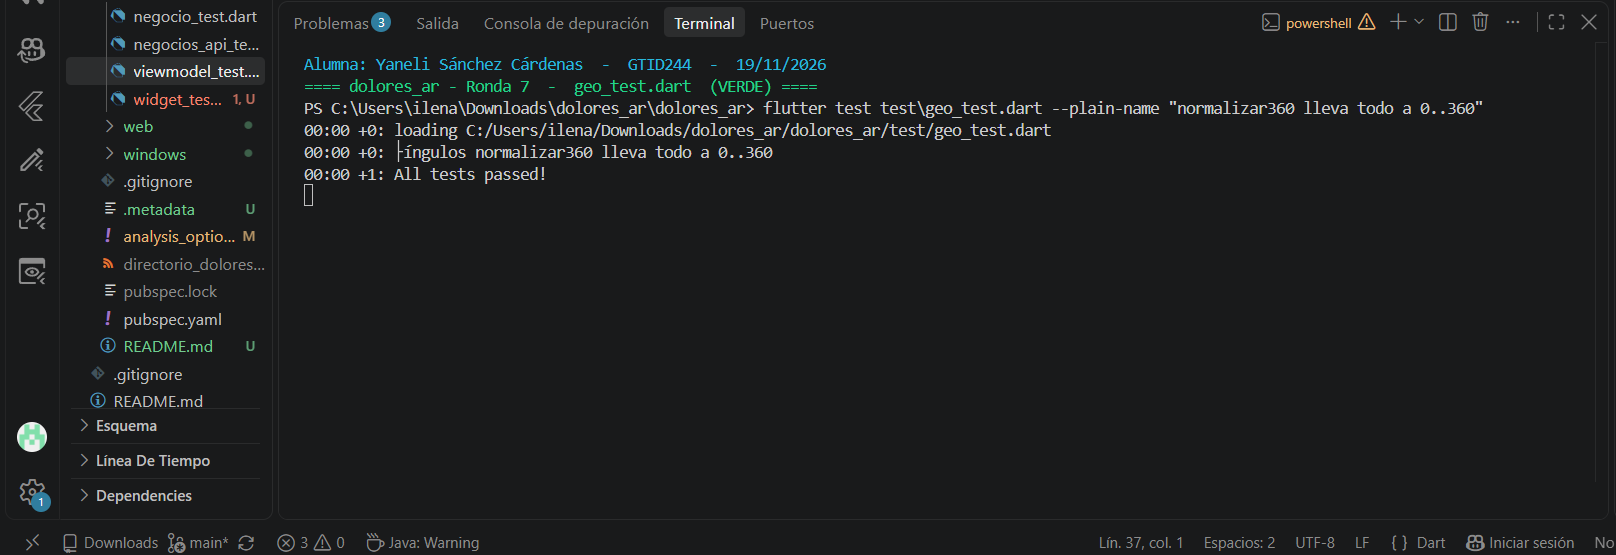 negocio_test.dart
negocios_api_te...
viewmodel_test....
widget_tes... 1, U
web
windows
.gitignore
.metadata U
analysis_optio... M
directorio_dolores...
pubspec.lock
pubspec.yaml
README.md U
.gitignore
README.md
Esquema
Línea De Tiempo
Dependencies
1
Problemas 3 Salida Consola de depuración Terminal Puertos
powershell
Alumna: Yaneli Sánchez Cárdenas - GTID244 - 19/11/2026
==== dolores_ar - Ronda 7 - geo_test.dart (VERDE) ====
PS C:\Users\ilena\Downloads\dolores_ar\dolores_ar> flutter test test\geo_test.dart --plain-name "normalizar360 lleva todo a 0..360"
00:00 +0: loading C:/Users/ilena/Downloads/dolores_ar/dolores_ar/test/geo_test.dart
00:00 +0: ├íngulos normalizar360 lleva todo a 0..360
00:00 +1: All tests passed!
Downloads main* 3 0 Java: Warning Lín. 37, col. 1 Espacios: 2 UTF-8 LF { } Dart Iniciar sesión No